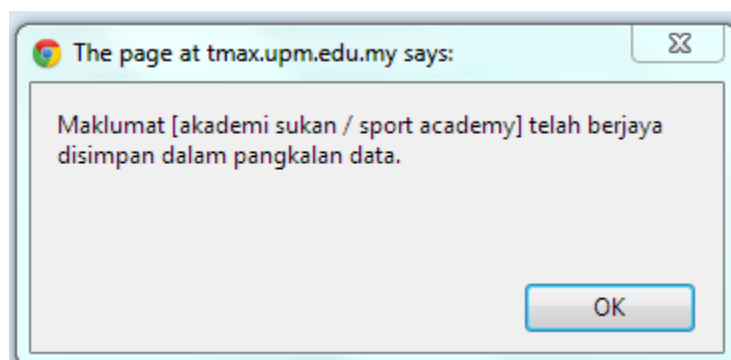 The page at tmax.upm.edu.my says:
Maklumat [akademi sukan / sport academy] telah berjaya
disimpan dalam pangkalan data.
OK